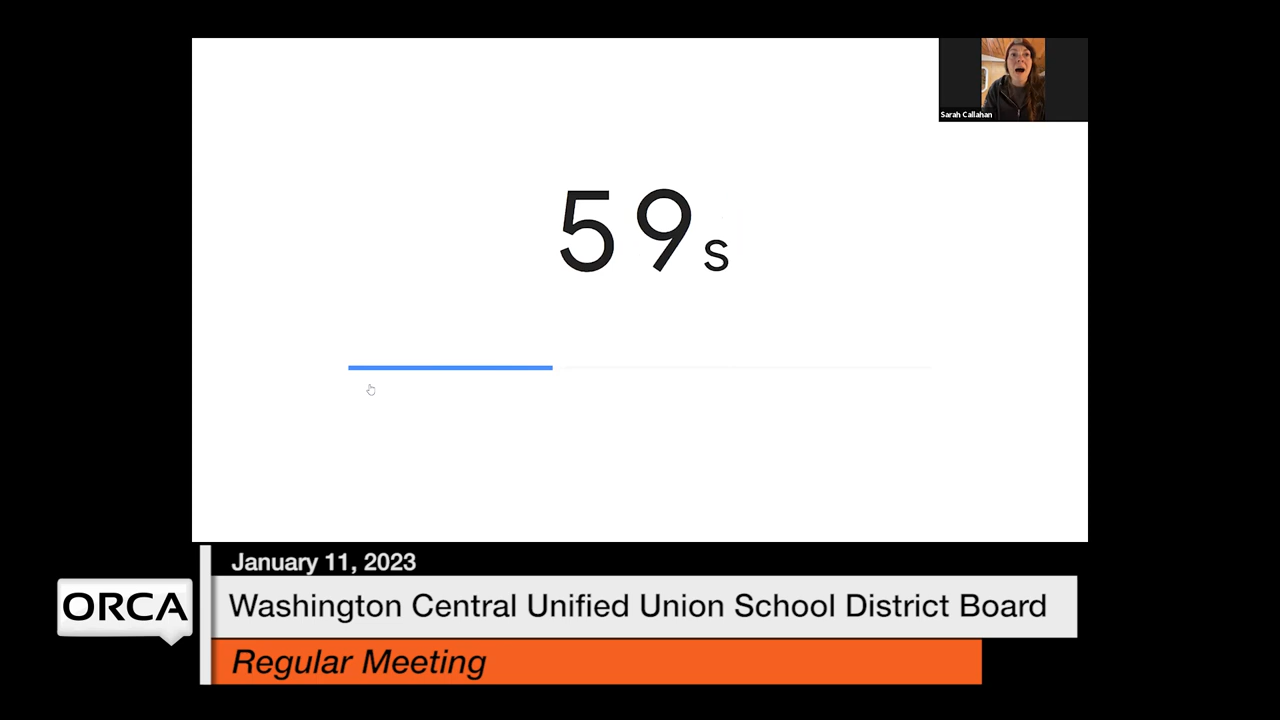 Sarah Callahan
59s
January 11, 2023
ORCA
Washington Central Unified Union School District Board
Regular Meeting